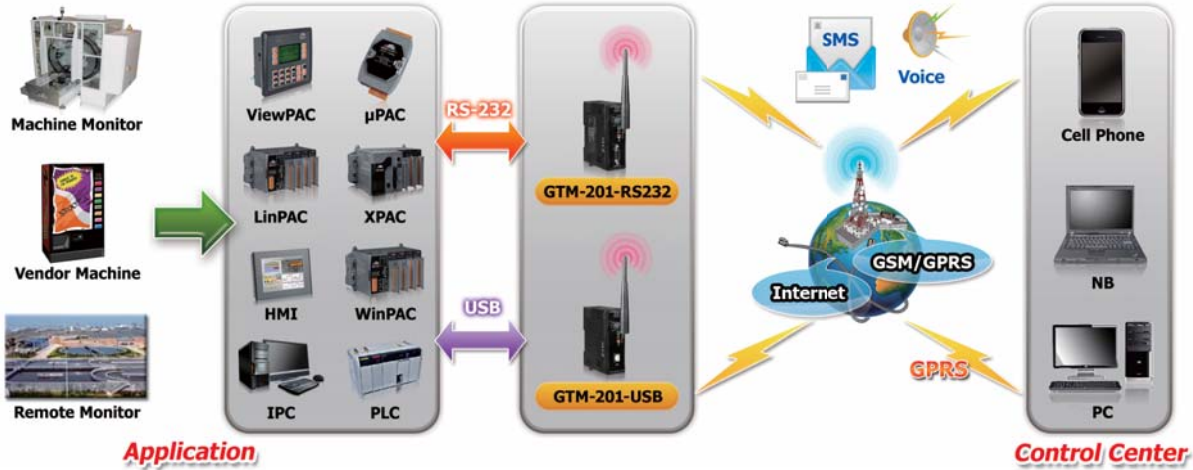 Machine Monitor
Vendor Machine
Remote Monitor
Application
ViewPAC
µPAC
LinPAC
XPAC
HMI
WinPAC
IPC
PLC
RS-232
USB
GTM-201-RS232
GTM-201-USB
SMS
Voice
GSM/GPRS
Internet
GPRS
Cell Phone
NB
PC
Control Center